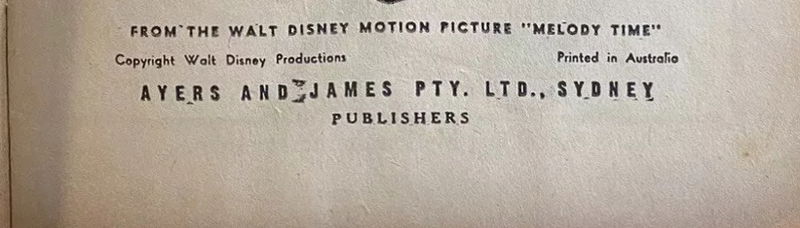 FROM THE WALT DISNEY MOTION PICTURE "MELODY TIME"
Copyright Walt Disney Productions Printed in Australia
AYERS AND JAMES PTY. LTD., SYDNEY
PUBLISHERS